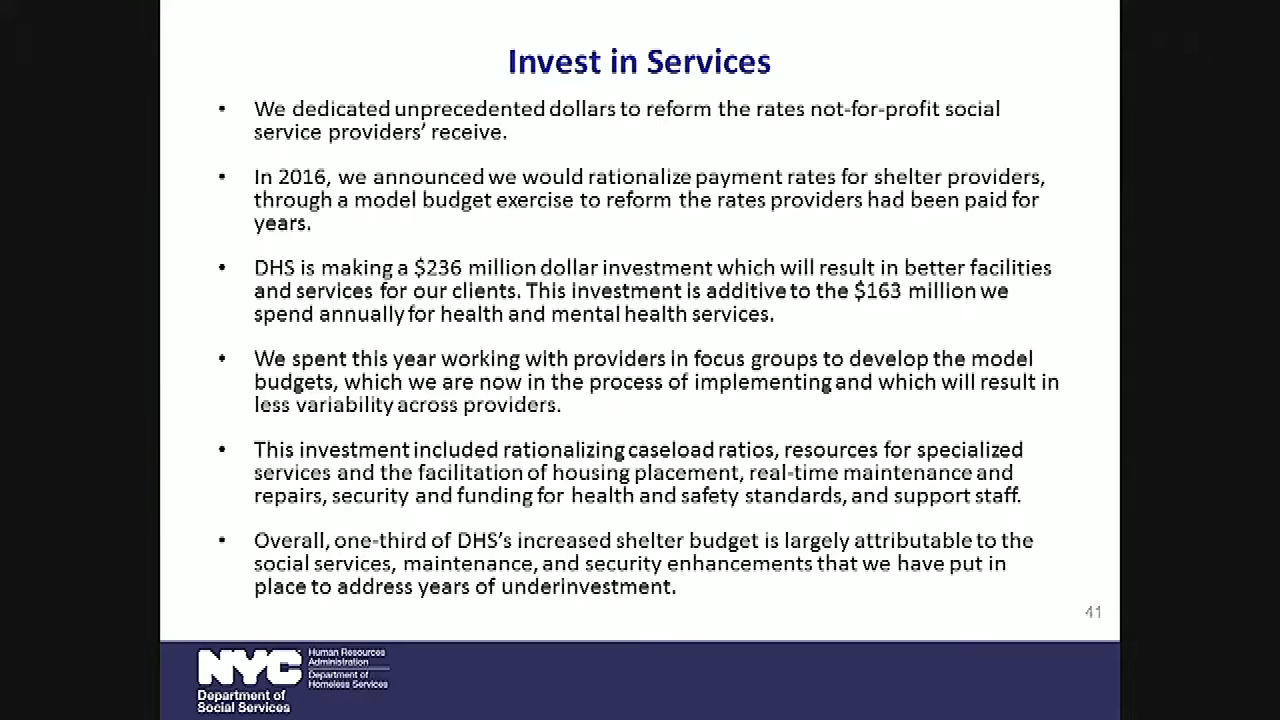 Invest in Services
• We dedicated unprecedented dollars to reform the rates not-for-profit social
service providers’ receive.
• In 2016, we announced we would rationalize payment rates for shelter providers,
through a model budget exercise to reform the rates providers had been paid for
years.
• DHS is making a $236 million dollar investment which will result in better facilities
and services for our clients. This investment is additive to the $163 million we
spend annually for health and mental health services.
• We spent this year working with providers in focus groups to develop the model
budgets, which we are now in the process of implementing and which will result in
less variability across providers.
• This investment included rationalizing caseload ratios, resources for specialized
services and the facilitation of housing placement, real-time maintenance and
repairs, security and funding for health and safety standards, and support staff.
• Overall, one-third of DHS’s increased shelter budget is largely attributable to the
social services, maintenance, and security enhancements that we have put in
place to address years of underinvestment.
41
NYC
Department of
Social Services
Human Resources
Administration
Department of
Homeless Services